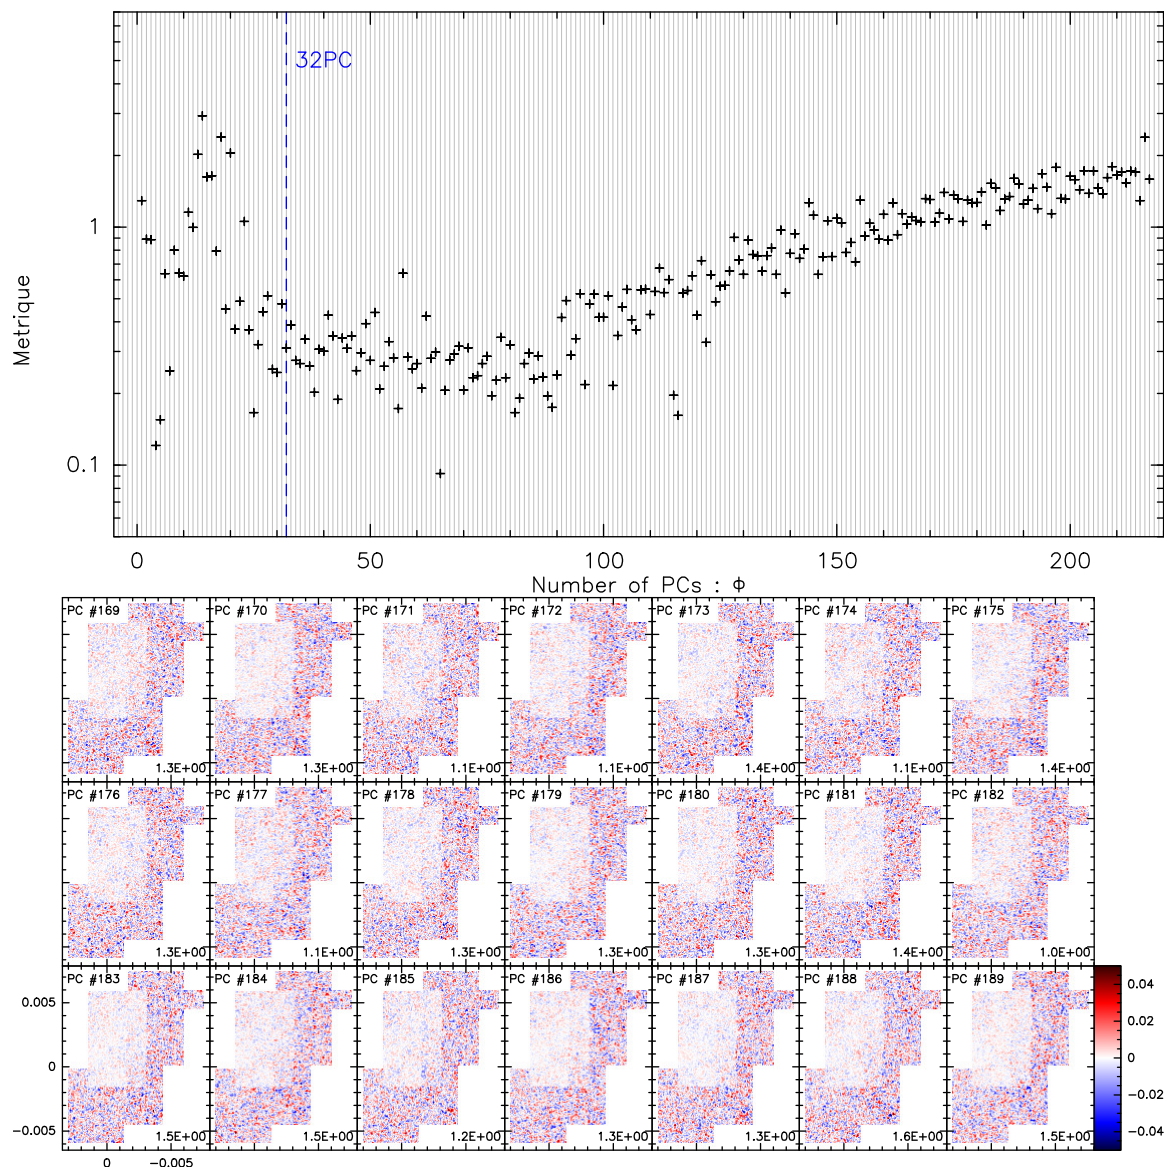 32PC
1
0.1
Metrique
0 50 100 150 200
Number of PCs : Φ
PC #169 PC #170 PC #171 PC #172 PC #173 PC #174 PC #175
1.3E+00 1.3E+00 1.1E+00 1.1E+00 1.4E+00 1.1E+00 1.4E+00
PC #176 PC #177 PC #178 PC #179 PC #180 PC #181 PC #182
1.3E+00 1.1E+00 1.3E+00 1.3E+00 1.3E+00 1.4E+00 1.0E+00
PC #183 PC #184 PC #185 PC #186 PC #187 PC #188 PC #189
1.5E+00 1.5E+00 1.2E+00 1.3E+00 1.3E+00 1.6E+00 1.5E+00
0.005
0
−0.005
0 −0.005
0.04
0.02
0
−0.02
−0.04